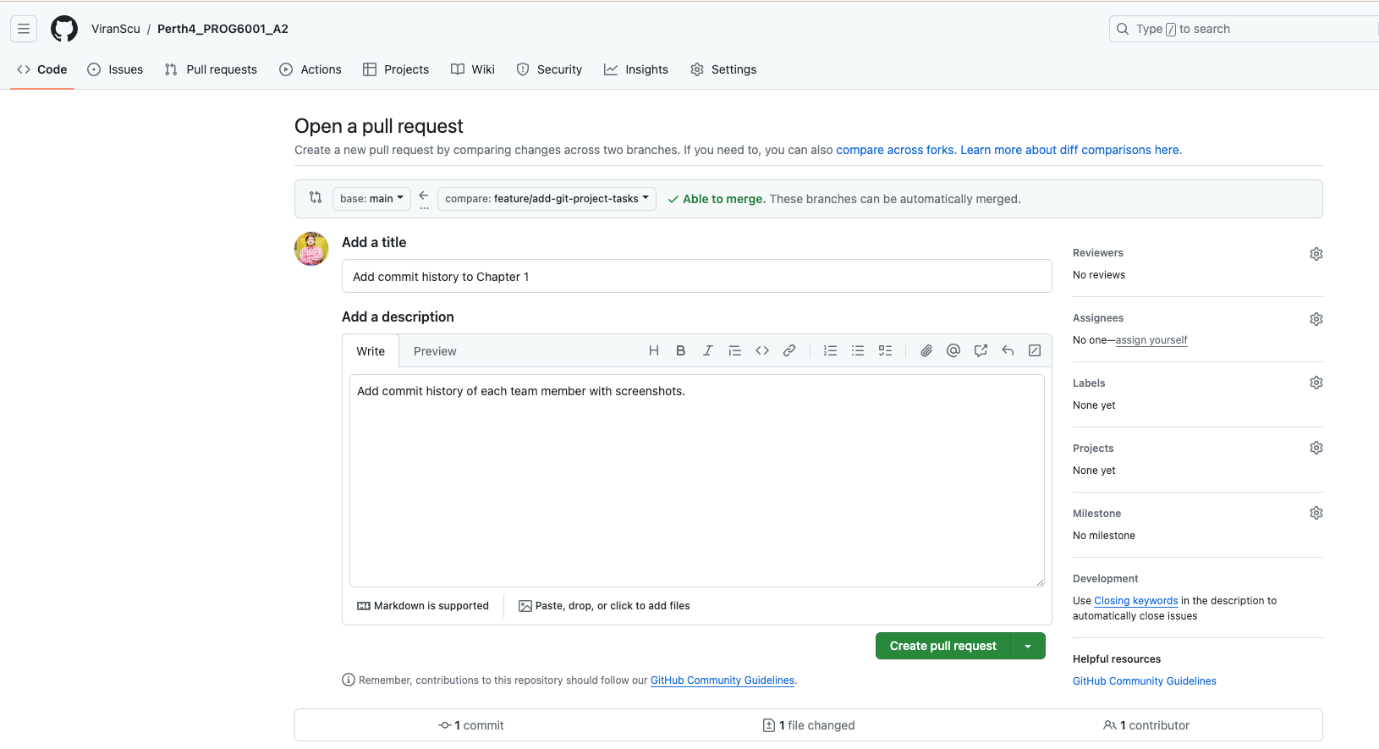 ViranScu / Perth4_PROG6001_A2
Type / to search
Code Issues Pull requests Actions Projects Wiki Security Insights Settings
Open a pull request
Create a new pull request by comparing changes across two branches. If you need to, you can also compare across forks. Learn more about diff comparisons here.
base: main ← ... compare: feature/add-git-project-tasks ✓ Able to merge. These branches can be automatically merged.
Add a title
Add commit history to Chapter 1
Add a description
Write Preview
Add commit history of each team member with screenshots.
Markdown is supported
Paste, drop, or click to add files
Create pull request
Remember, contributions to this repository should follow our GitHub Community Guidelines.
Reviewers
No reviews
Assignees
No one—assign yourself
Labels
None yet
Projects
None yet
Milestone
No milestone
Development
Use Closing keywords in the description to
automatically close issues
Helpful resources
GitHub Community Guidelines
1 commit
1 file changed
1 contributor